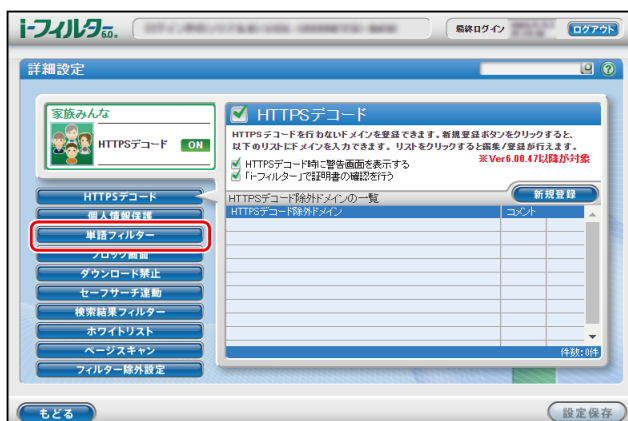 i-フィルタ6.0.
最終ログイン
ログアウト
詳細設定
家族みんな
HTTPSデコード ON
HTTPSデコード
HTTPSデコードを行わないドメインを登録できます。新規登録ボタンをクリックすると、
以下のリストにドメインを入力できます。リストをクリックすると編集/登録が行えます。
※Ver6.00.47以降が対象
HTTPSデコード時に警告画面を表示する
「i-フィルター」で証明書の確認を行う
新規登録
HTTPSデコード除外ドメインの一覧
HTTPSデコード除外ドメイン コメント
件数:0件
HTTPSデコード
個人情報保護
単語フィルター
ブロック画面
ダウンロード禁止
セーフサーチ連動
検索結果フィルター
ホワイトリスト
ページスキャン
フィルター除外設定
もどる
設定保存